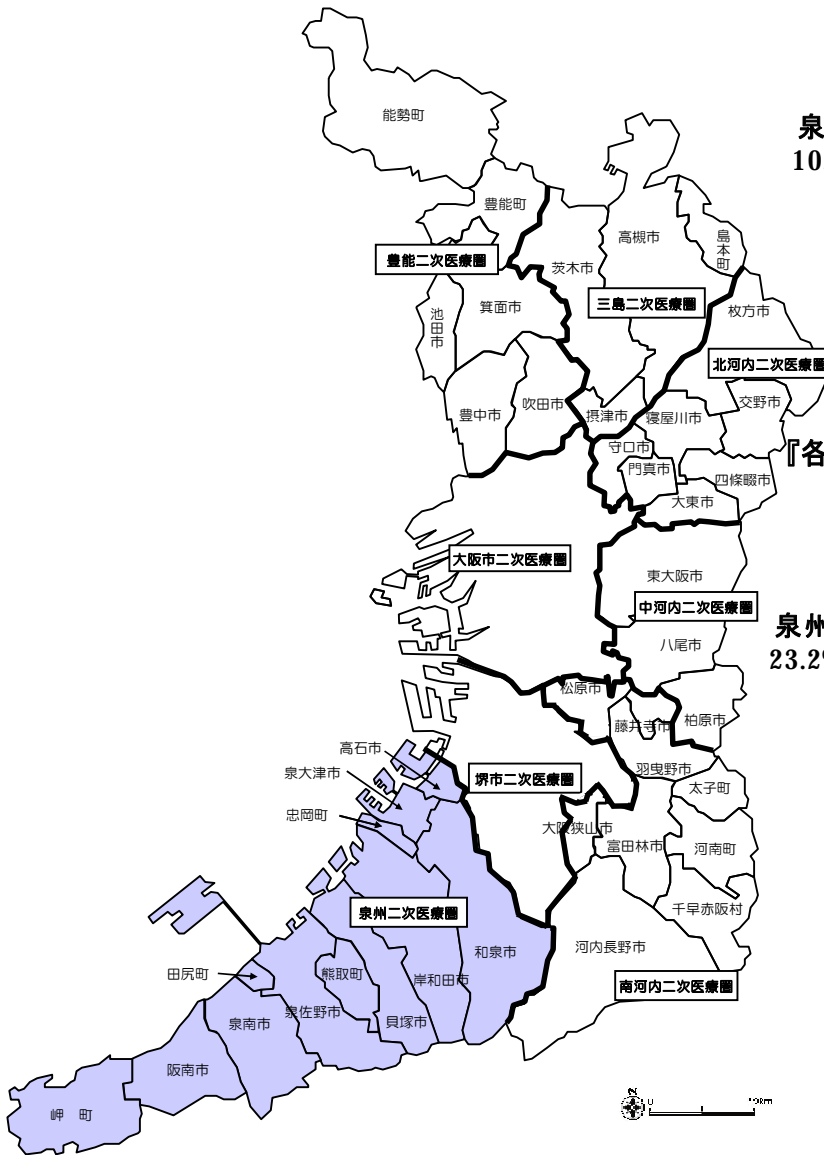 能勢町
泉
10
豊能町
島本町
高槻市
豊能二次医療圏
茨木市
箕面市
三島二次医療圏
枚方市
池田市
北河内二次医療圏
交野市
吹田市
摂津市
寝屋川市
豊中市
守口市
『各
門真市
四條畷市
大東市
大阪市二次医療圏
東大阪市
中河内二次医療圏
泉州
八尾市
23.2
松原市
藤井寺市
柏原市
高石市
羽曳野市
泉大津市
堺市二次医療圏
太子町
忠岡町
大阪狭山市
富田林市
河南町
泉州二次医療圏
千早赤阪村
和泉市
河内長野市
田尻町
熊取町
岸和田市
南河内二次医療圏
泉佐野市
貝塚市
泉南市
阪南市
岬 町
0
10km